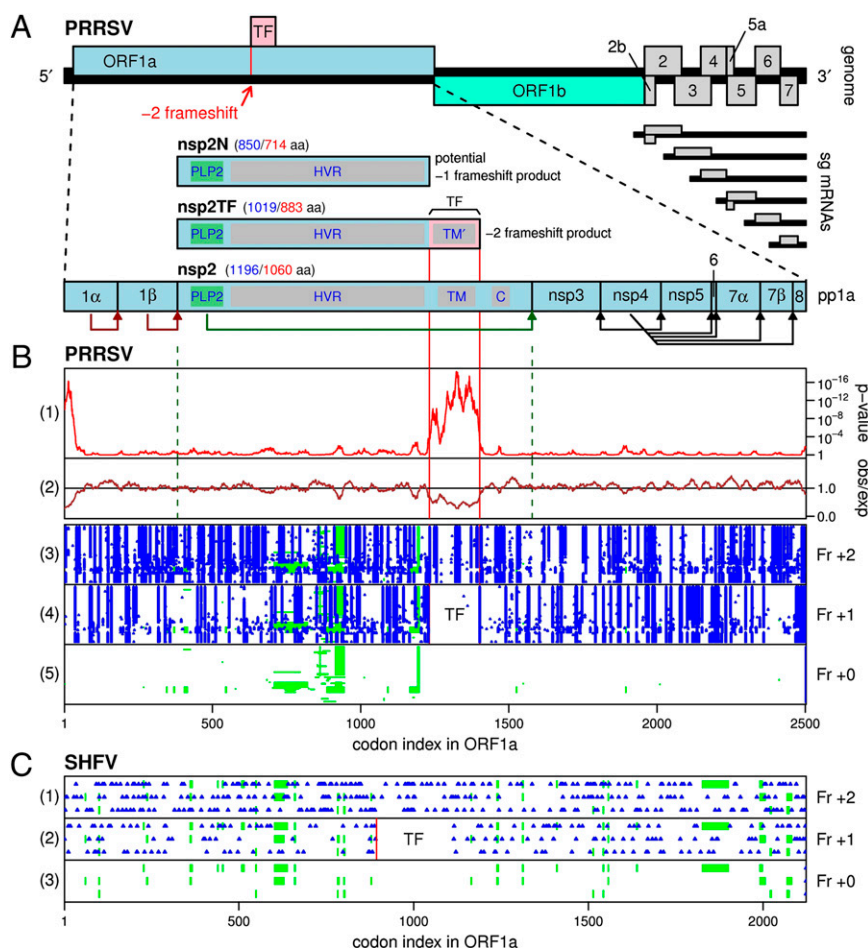 A
PRRSV
TF
5a
ORF1a
2b
2
4
6
5′
3′
genome
ORF1b
3
5
7
−2 frameshift
nsp2N (850/714 aa)
PLP2
HVR
potential
−1 frameshift product
sg mRNAs
nsp2TF (1019/883 aa)
TF
PLP2
HVR
TM′
−2 frameshift product
nsp2 (1196/1060 aa)
6
1α
1β
PLP2
HVR
TM
C
nsp3
nsp4
nsp5
7α
7β
8
pp1a
B
PRRSV
(1)
10−16
10−12
10−8
10−4
1
p-value
(2)
1.0
0.0
obs/exp
(3)
Fr +2
(4)
TF
Fr +1
(5)
Fr +0
1
500
1000
1500
2000
2500
codon index in ORF1a
C
SHFV
(1)
Fr +2
(2)
TF
Fr +1
(3)
Fr +0
1
500
1000
1500
2000
codon index in ORF1a